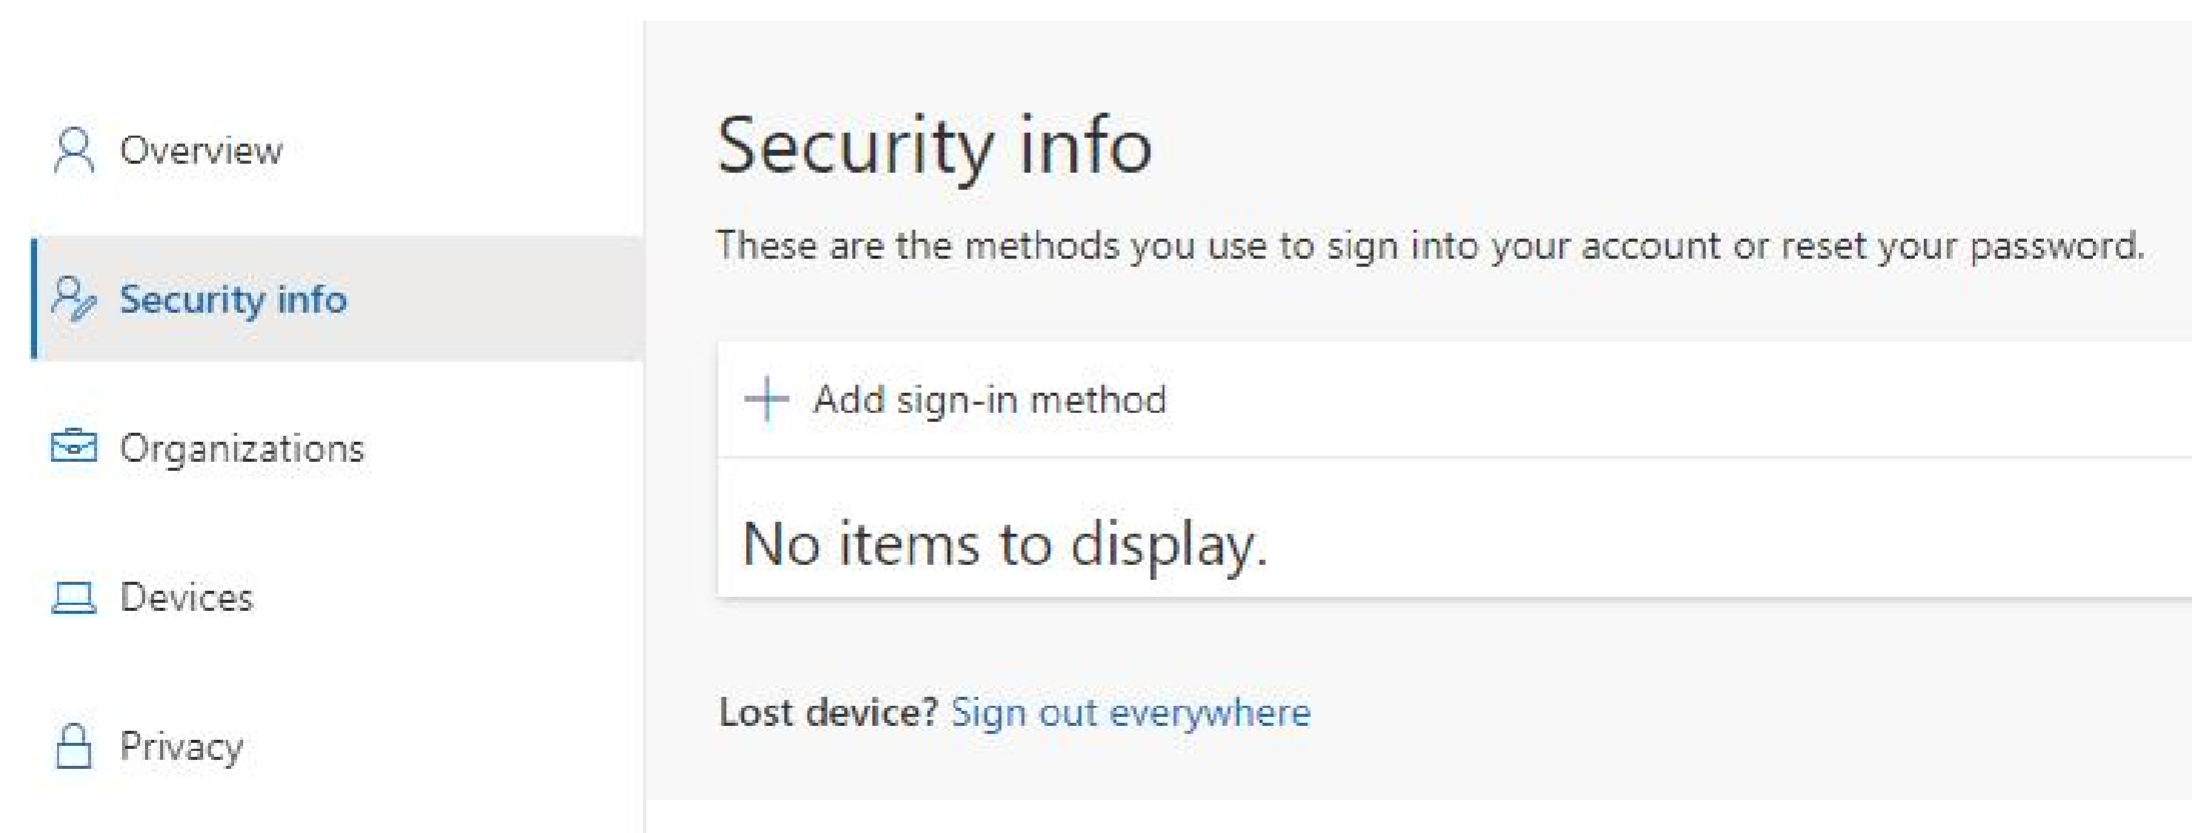 Overview
Security info
Organizations
Devices
Privacy
Security info
These are the methods you use to sign into your account or reset your password.
Add sign-in method
No items to display.
Lost device? Sign out everywhere